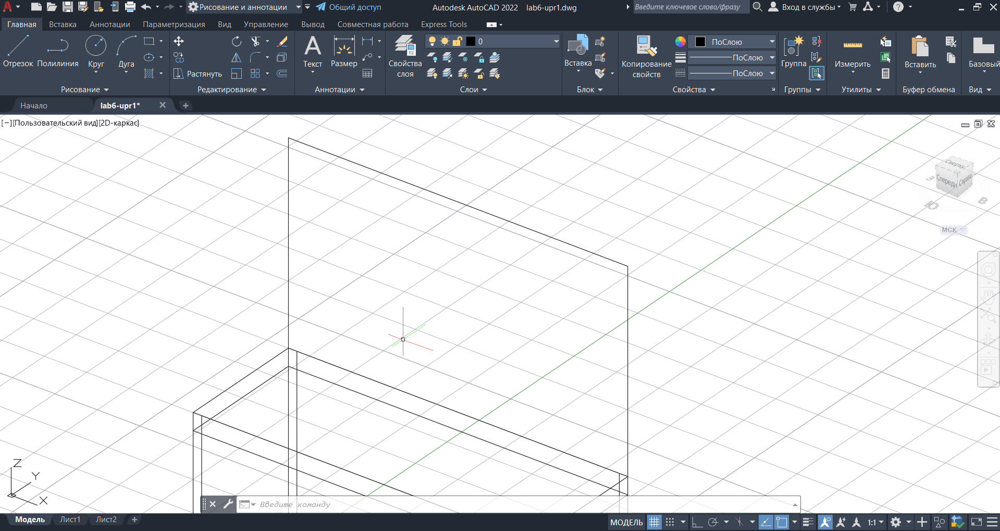 Рисование и аннотации
Общий доступ
Autodesk AutoCAD 2022 lab6-upr1.dwg
Введите ключевое слово/фразу
Вход в службы
Главная Вставка Аннотации Параметризация Вид Управление Вывод Совместная работа Express Tools
Отрезок Полилиния Круг Дуга
Растянуть
Текст Размер
Свойства слоя
0
Вставка
Копирование свойств
ПоСлою
ПоСлою
ПоСлою
Группа
Измерить
Вставить
Базовый
Рисование Редактирование Аннотации Слои Блок Свойства Группы Утилиты Буфер обмена Вид
Начало lab6-upr1*
[−][Пользовательский вид][2D-каркас]
Сверху
Спереди Справа
З
Ю В
МСК
Z
Y
X
Введите команду
Модель Лист1 Лист2
МОДЕЛЬ
1:1